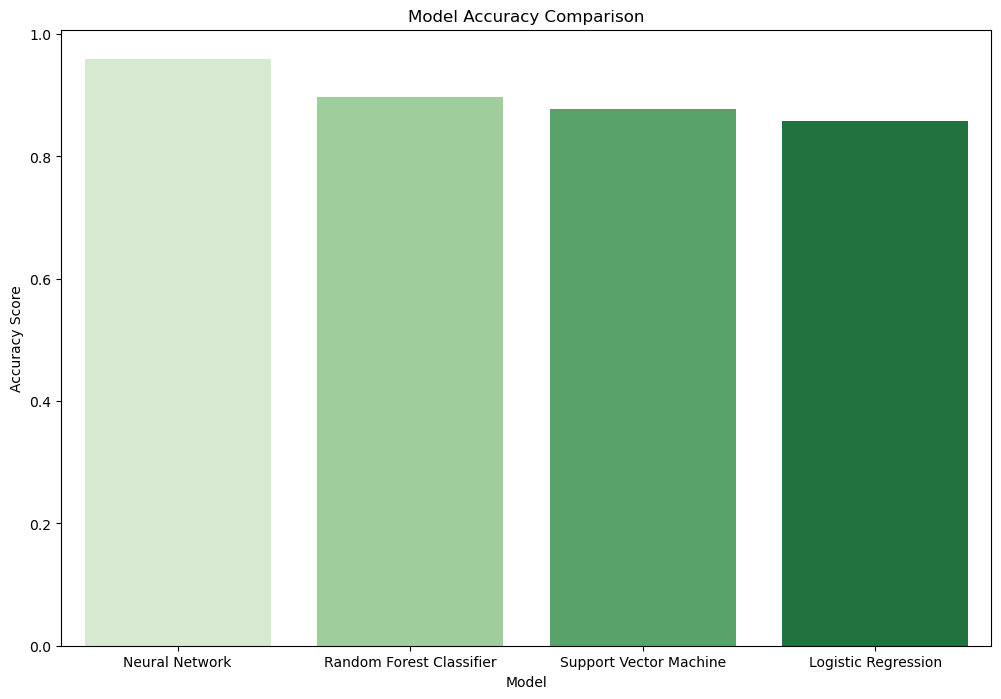 Model Accuracy Comparison
1.0
0.8
0.6
0.4
0.2
0.0
Accuracy Score
Neural Network
Random Forest Classifier
Support Vector Machine
Logistic Regression
Model